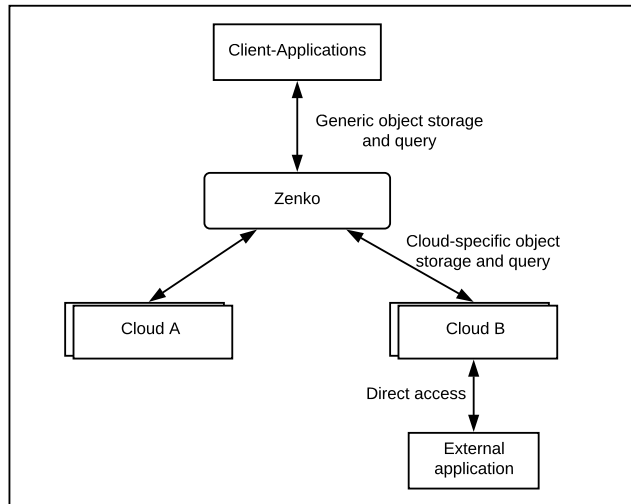 Client-Applications
Generic object storage
and query
Zenko
Cloud-specific object
storage and query
Cloud A
Cloud B
Direct access
External
application